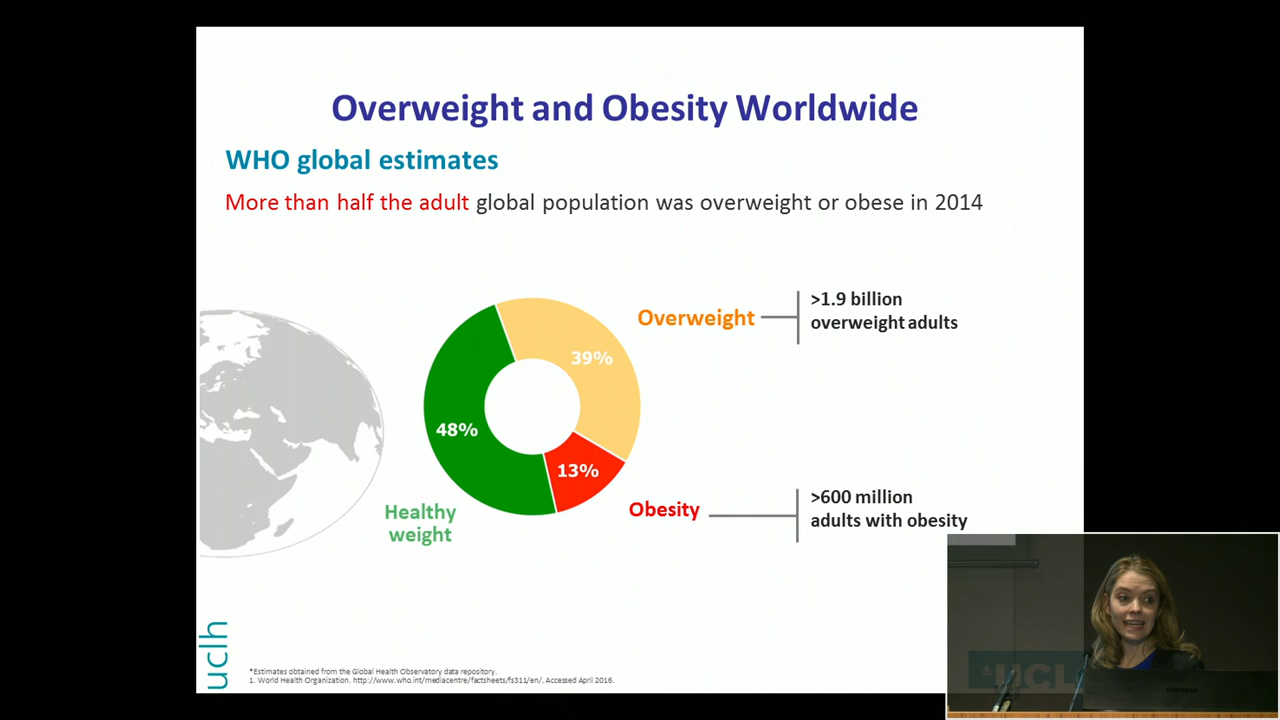 Overweight and Obesity Worldwide
WHO global estimates
More than half the adult global population was overweight or obese in 2014
Overweight
>1.9 billion
overweight adults
39%
48%
13%
Healthy
weight
Obesity
>600 million
adults with obesity
uclh
*Estimates obtained from the Global Health Observatory data repository.
1. World Health Organization. http://www.who.int/mediacentre/factsheets/fs311/en/. Accessed April 2016.
UCL
SAMSUNG